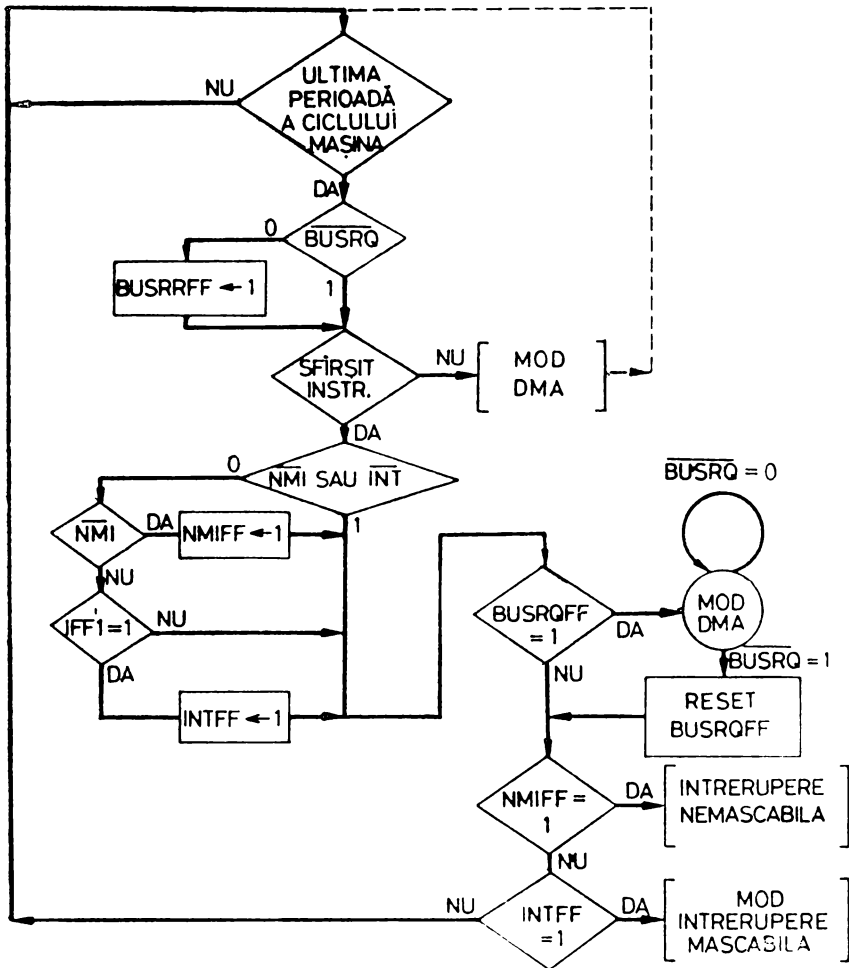 NU
ULTIMA
PERIOADĂ
A CICLULUI
MAȘINA
DA
0
BUSRQ
BUSRRFF ← 1
1
SFÎRȘIT
INSTR.
NU
MOD
DMA
DA
0
NMI SAU INT
1
BUSRQ = 0
NMI
DA
NMIFF ← 1
NU
IFF'1=1
NU
DA
INTFF ← 1
BUSRQFF
= 1
DA
MOD
DMA
NU
BUSRQ = 1
RESET
BUSRQFF
NMIFF =
1
DA
INTRERUPERE
NEMASCABILA
NU
NU
INTFF
= 1
DA
MOD
INTRERUPERE
MASCABILA